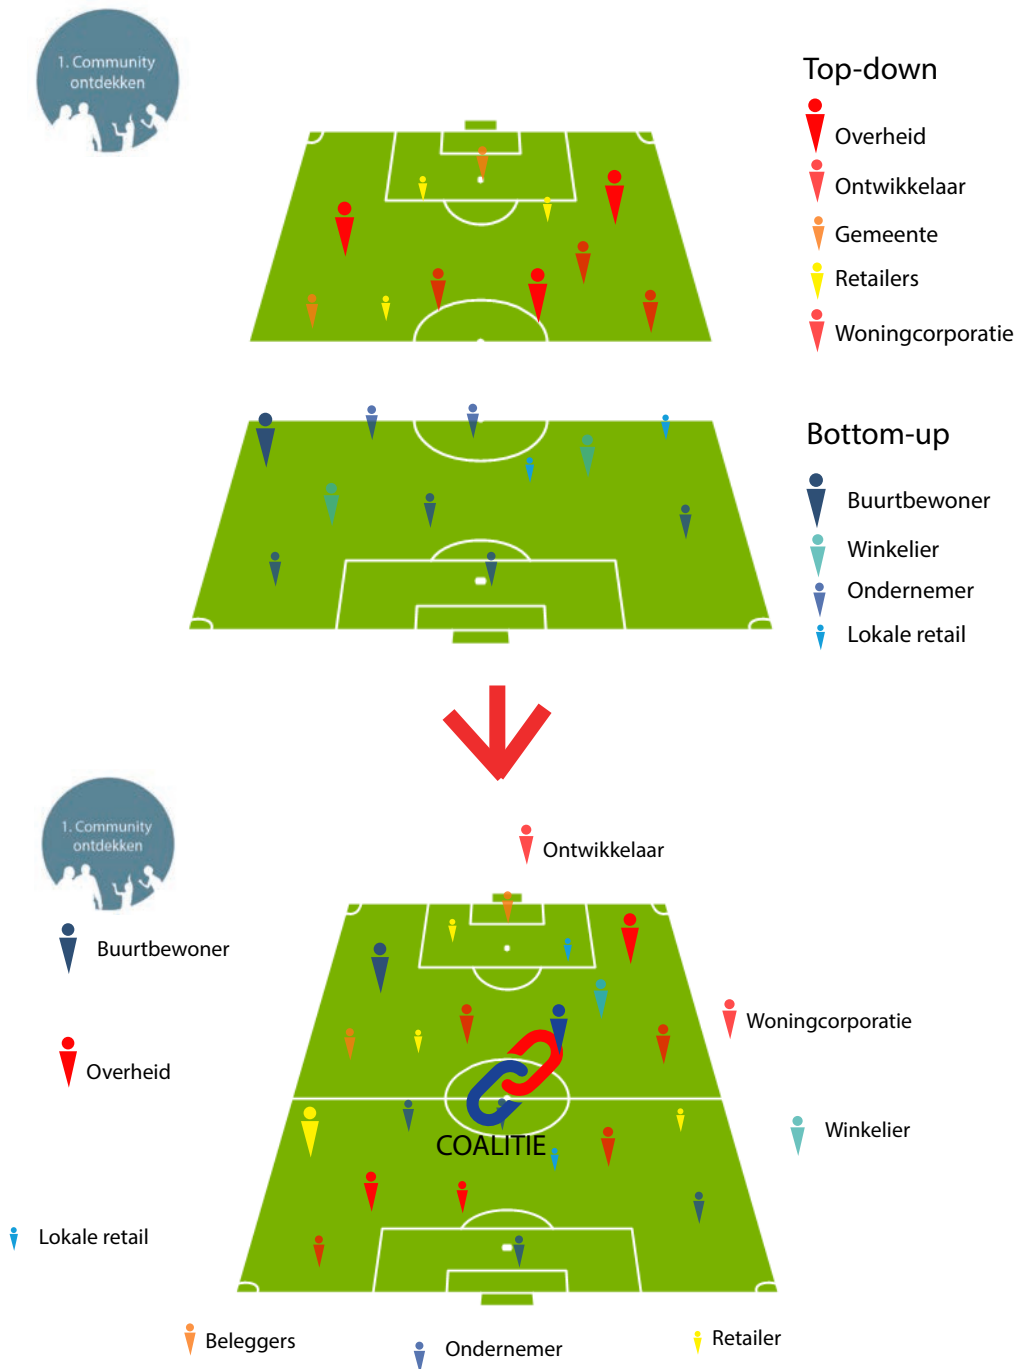 1. Community
ontdekken
Top-down
Overheid
Ontwikkelaar
Gemeente
Retailers
Woningcorporatie
Bottom-up
Buurtbewoner
Winkelier
Ondernemer
Lokale retail
1. Community
ontdekken
Ontwikkelaar
Buurtbewoner
Woningcorporatie
Overheid
Winkelier
COALITIE
Lokale retail
Beleggers
Ondernemer
Retailer